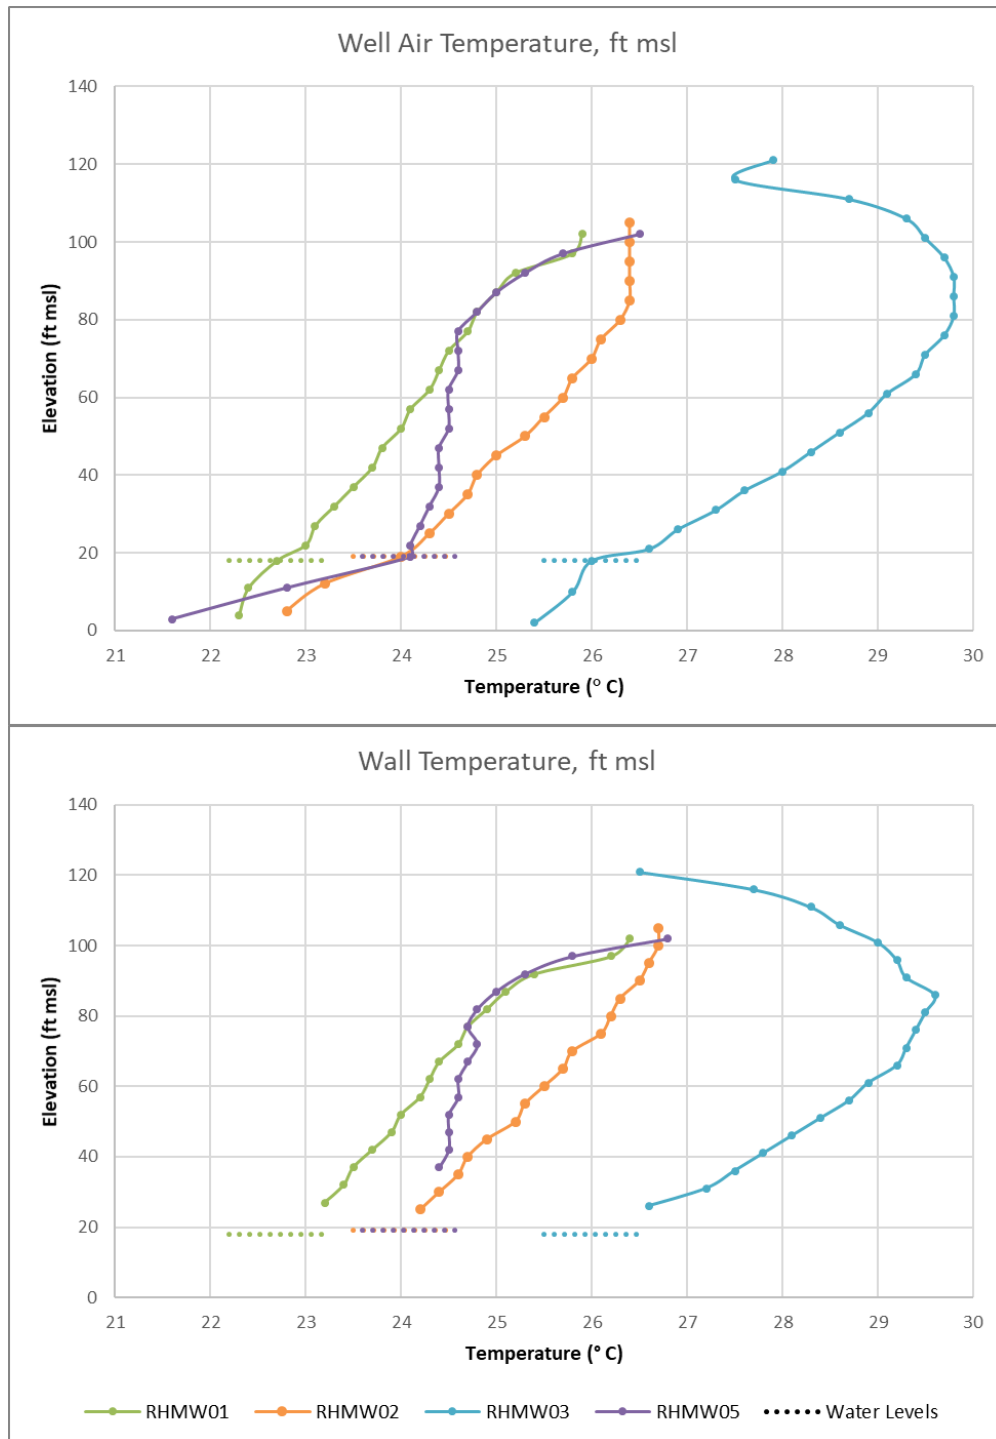 Well Air Temperature, ft msl
140
120
100
80
60
40
20
0
Elevation (ft msl)
21 22 23 24 25 26 27 28 29 30
Temperature (° C)
Wall Temperature, ft msl
140
120
100
80
60
40
20
0
Elevation (ft msl)
21 22 23 24 25 26 27 28 29 30
Temperature (° C)
RHMW01 RHMW02 RHMW03 RHMW05 Water Levels